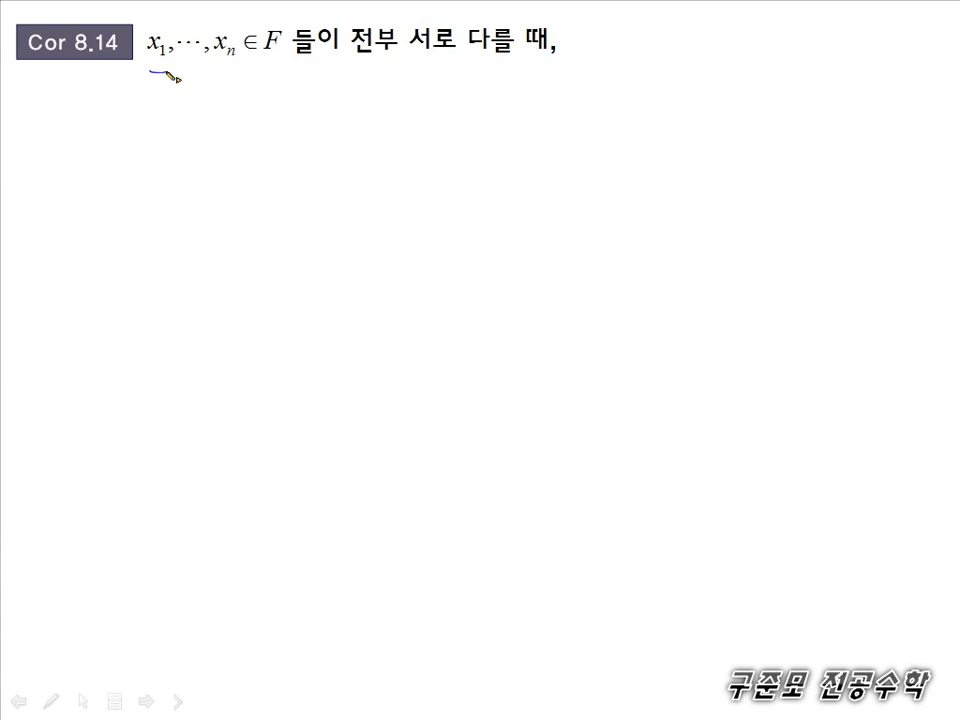 Cor 8.14 x₁,⋯,xₙ ∈ F 들이 전부 서로 다를 때,
구준모 전공수학